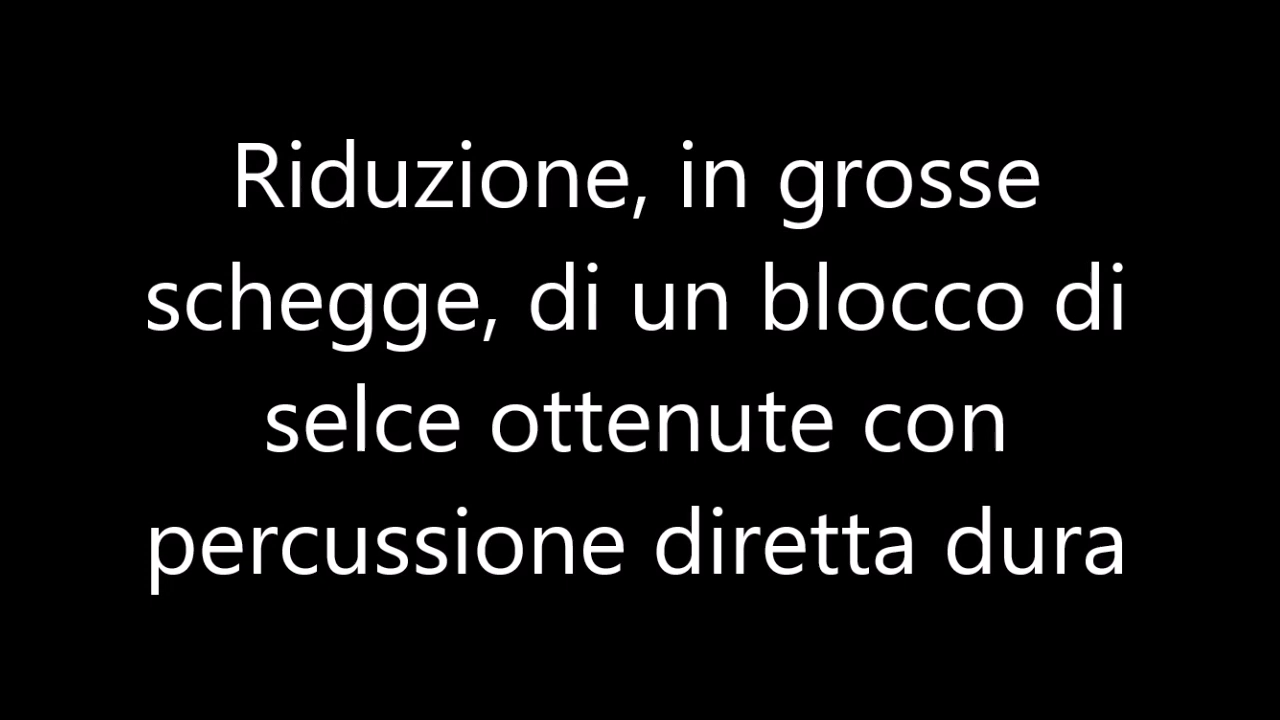 Riduzione, in grosse
schegge, di un blocco di
selce ottenute con
percussione diretta dura